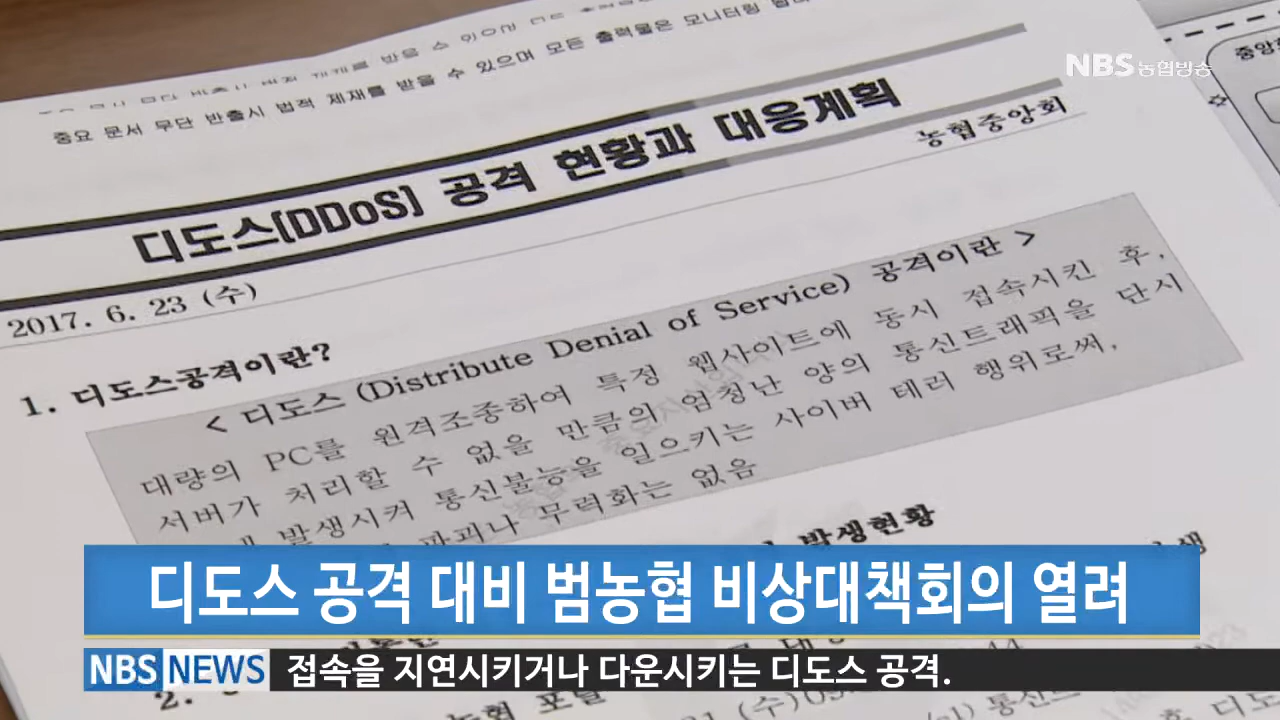 중요 문서 무단 반출시 법적 제재를 받을 수 있으며 모든 출력물은 모니터링
NBS 농협방송
디도스(DDoS) 공격 현황과 대응계획
농협중앙회
2017. 6. 23 (수)
1. 디도스공격이란?
< 디도스 (Distribute Denial of Service) 공격이란 >
대량의 PC를 원격조종하여 특정 웹사이트에 동시 접속시킨 후,
서버가 처리할 수 없을 만큼의 엄청난 양의 통신트래픽을 단시
발생시켜 통신불능을 일으키는 사이버 테러 행위로써,
파괴나 무력화는 없음
발생현황
디도스 공격 대비 범농협 비상대책회의 열려
NBS NEWS 접속을 지연시키거나 다운시키는 디도스 공격.
2.
농협 포털